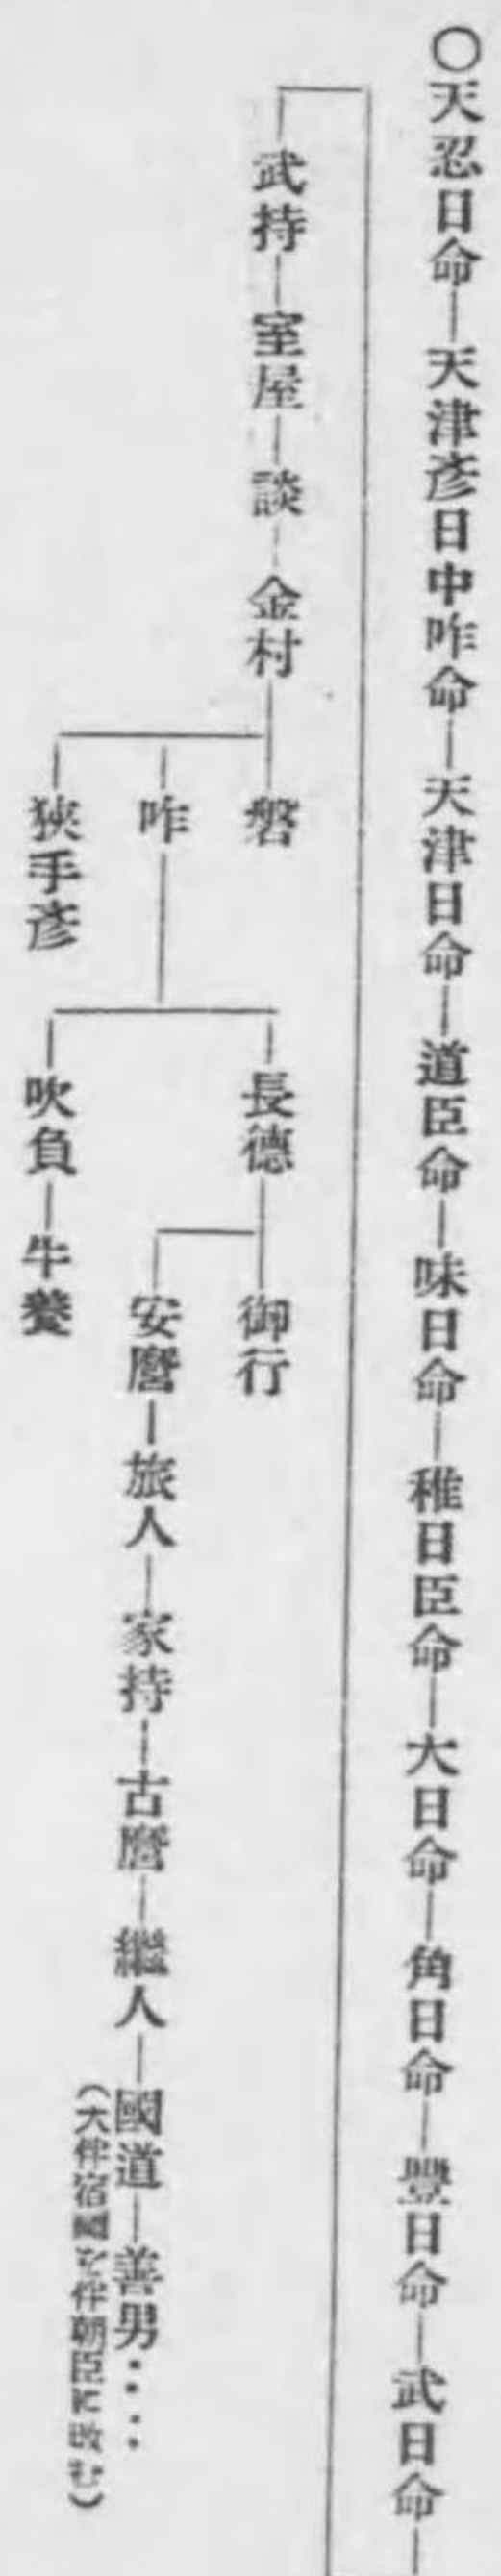 〇天忍日命―天津彥日中咋命―天津日命―道臣命―味日命―稚日臣命―大日命―角日命―豐日命―武日命―
武持―室屋―談―金村
磐
咋
狹手彥
長德
吹負―牛養
御行
安麿―旅人―家持―古麿―繼人―國道―善男‥‥
(大伴宿禰を伴朝臣に改む)